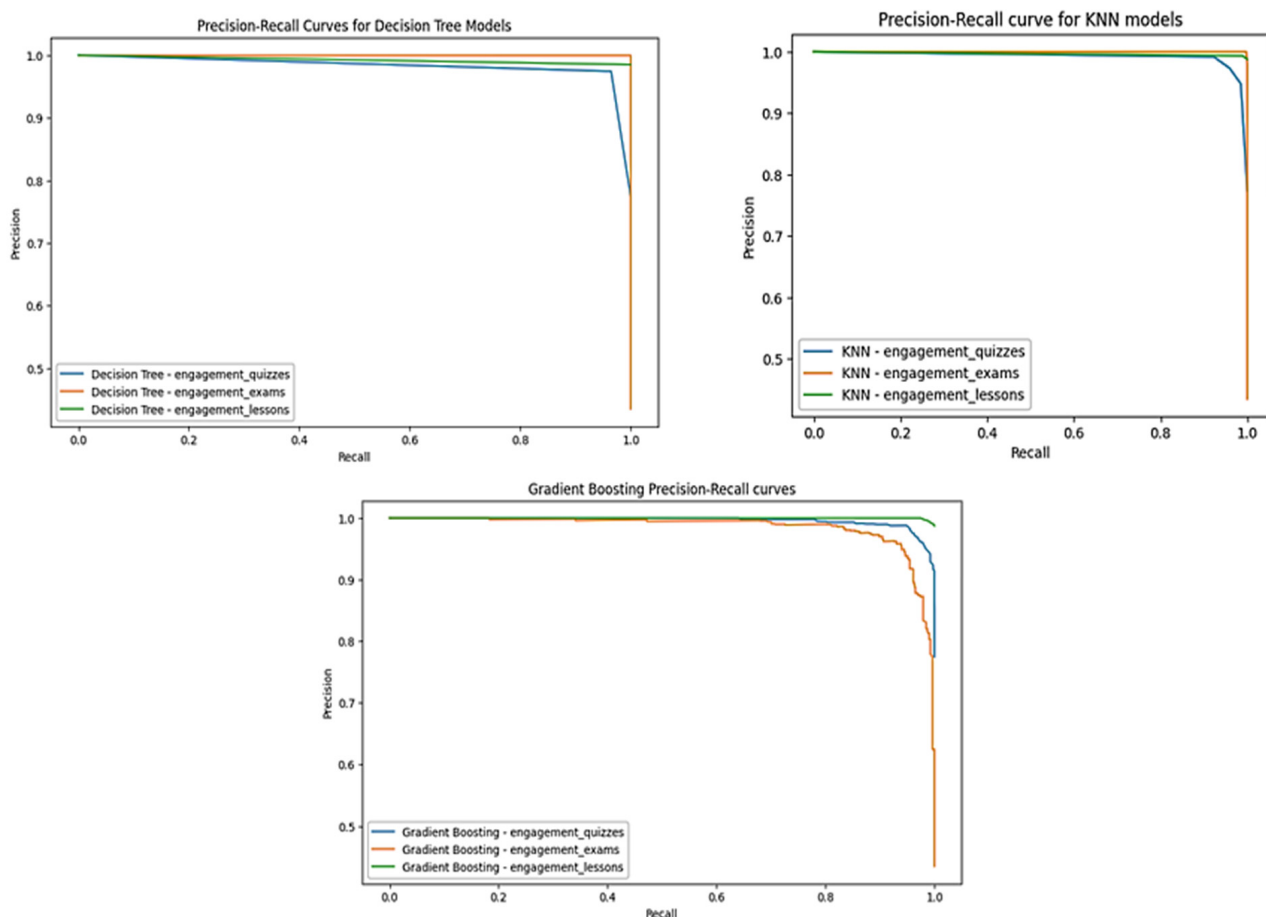 Precision-Recall Curves for Decision Tree Models
1.0
0.9
0.8
0.7
0.6
0.5
Precision
Decision Tree - engagement_quizzes
Decision Tree - engagement_exams
Decision Tree - engagement_lessons
0.0 0.2 0.4 0.6 0.8 1.0
Recall
Precision-Recall curve for KNN models
1.0
0.9
0.8
0.7
0.6
0.5
Precision
KNN - engagement_quizzes
KNN - engagement_exams
KNN - engagement_lessons
0.0 0.2 0.4 0.6 0.8 1.0
Recall
Gradient Boosting Precision-Recall curves
1.0
0.9
0.8
0.7
0.6
0.5
Precision
Gradient Boosting - engagement_quizzes
Gradient Boosting - engagement_exams
Gradient Boosting - engagement_lessons
0.0 0.2 0.4 0.6 0.8 1.0
Recall